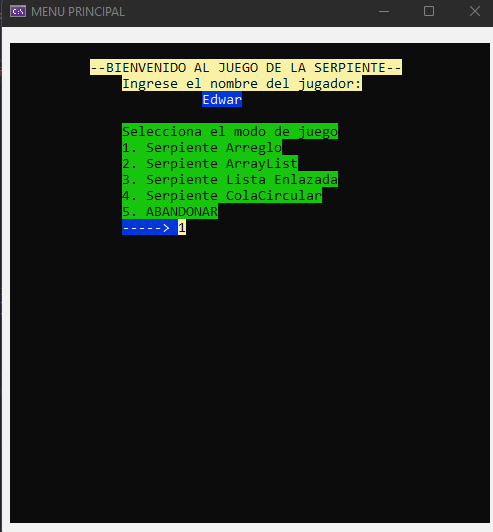 MENU PRINCIPAL
--BIENVENIDO AL JUEGO DE LA SERPIENTE--
Ingrese el nombre del jugador:
Edwar
Selecciona el modo de juego
1. Serpiente Arreglo
2. Serpiente ArrayList
3. Serpiente Lista Enlazada
4. Serpiente ColaCircular
5. ABANDONAR
-----> 1